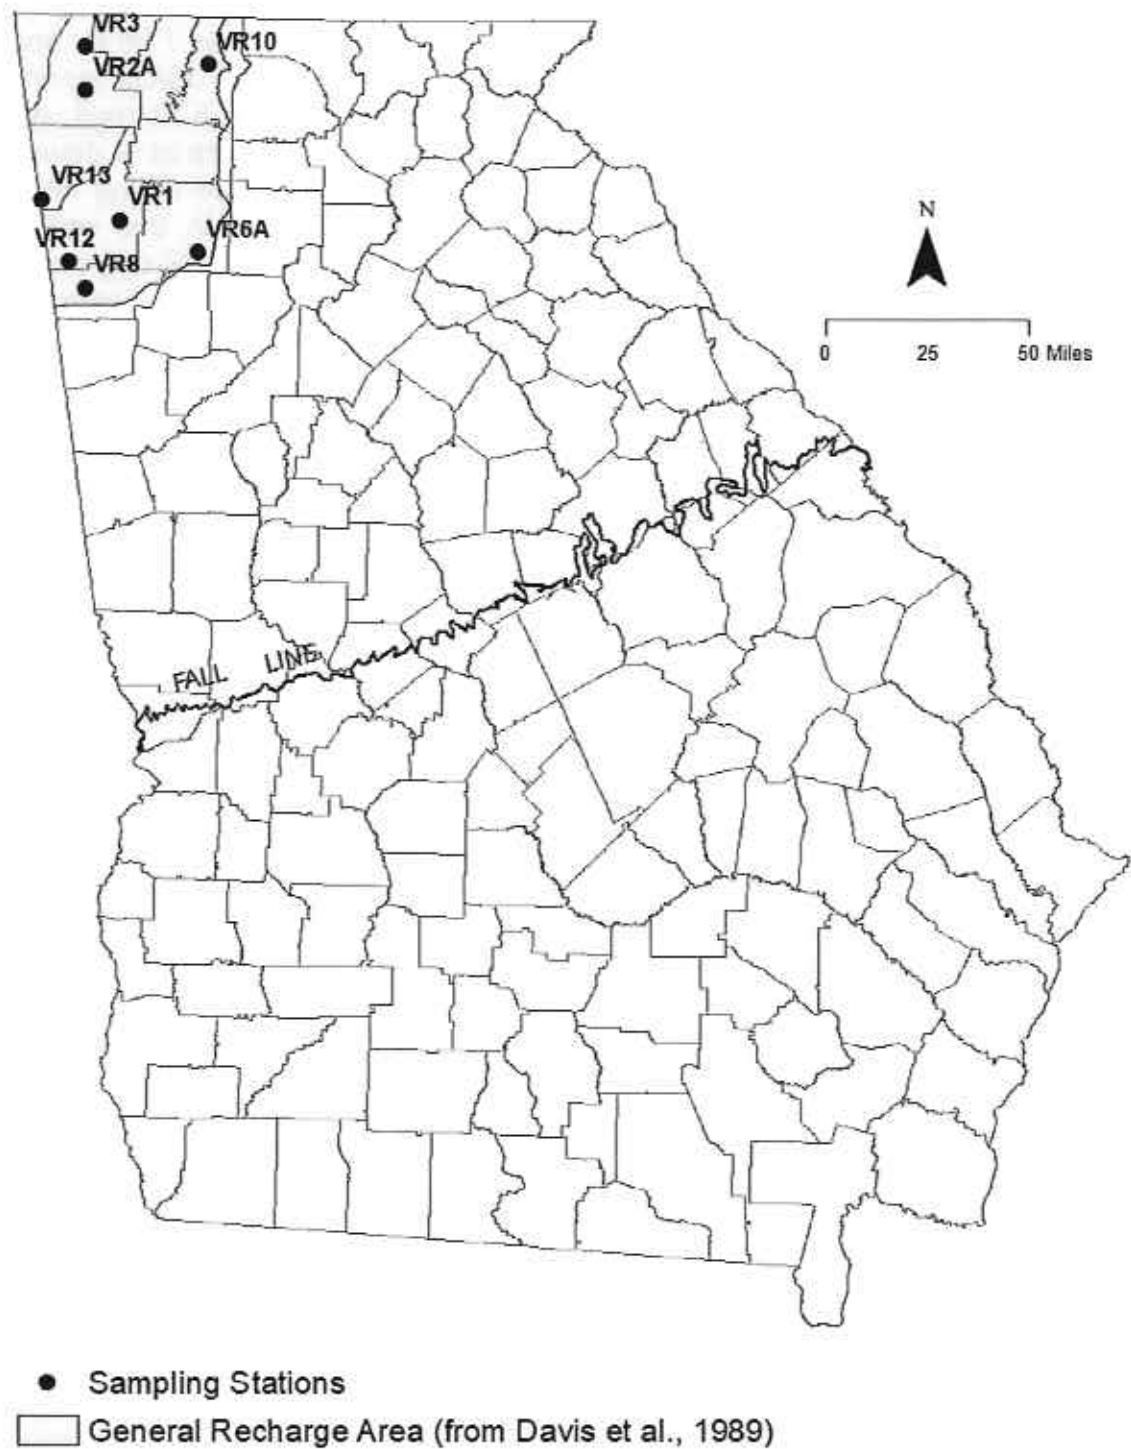 VR3
VR10
VR2A
VR13
VR1
VR12
VR6A
VR8
N
0 25 50 Miles
FALL LINE
Sampling Stations
General Recharge Area (from Davis et al., 1989)